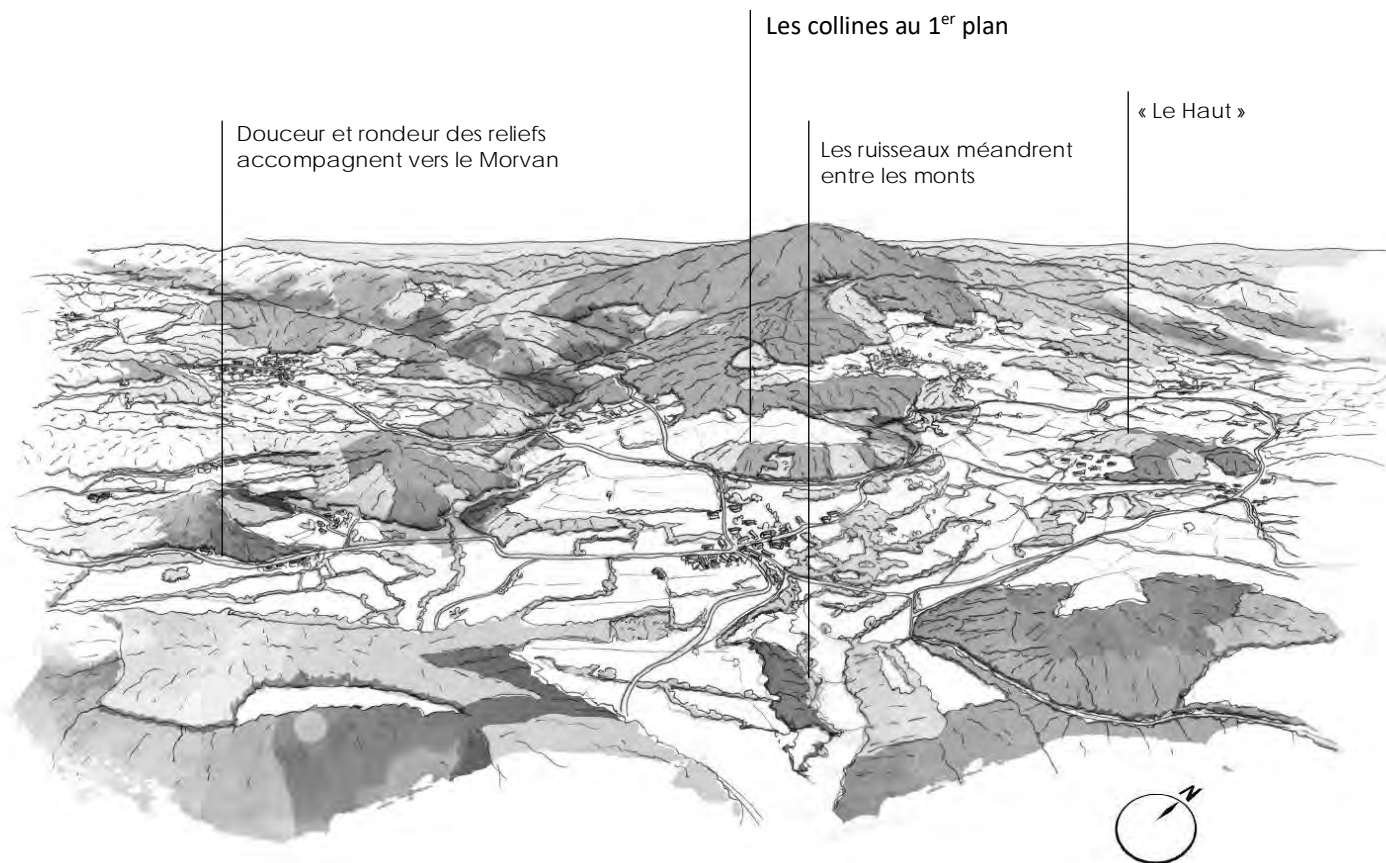 Les collines au 1er plan
« Le Haut »
Douceur et rondeur des reliefs
accompagnent vers le Morvan
Les ruisseaux méandrent
entre les monts
N